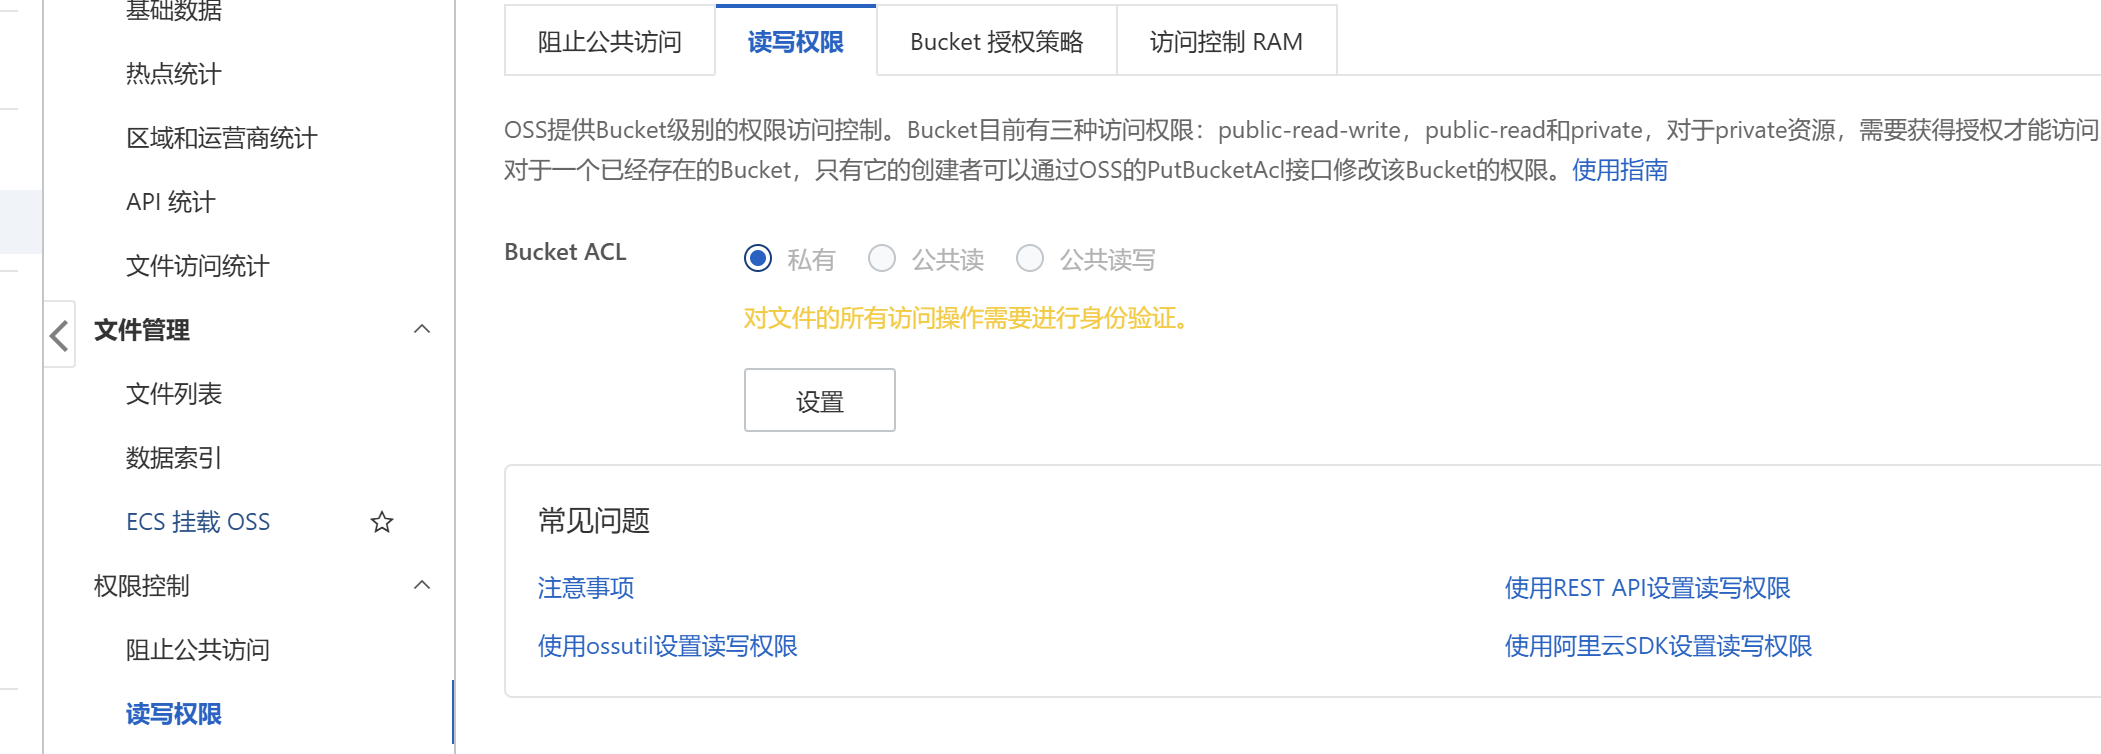 基础数据
热点统计
区域和运营商统计
API 统计
文件访问统计
文件管理
文件列表
数据索引
ECS 挂载 OSS
权限控制
阻止公共访问
读写权限
阻止公共访问
读写权限
Bucket 授权策略
访问控制 RAM
OSS提供Bucket级别的权限访问控制。Bucket目前有三种访问权限：public-read-write，public-read和private，对于private资源，需要获得授权才能访问
对于一个已经存在的Bucket，只有它的创建者可以通过OSS的PutBucketAcl接口修改该Bucket的权限。使用指南
Bucket ACL
私有
公共读
公共读写
对文件的所有访问操作需要进行身份验证。
设置
常见问题
注意事项
使用REST API设置读写权限
使用ossutil设置读写权限
使用阿里云SDK设置读写权限